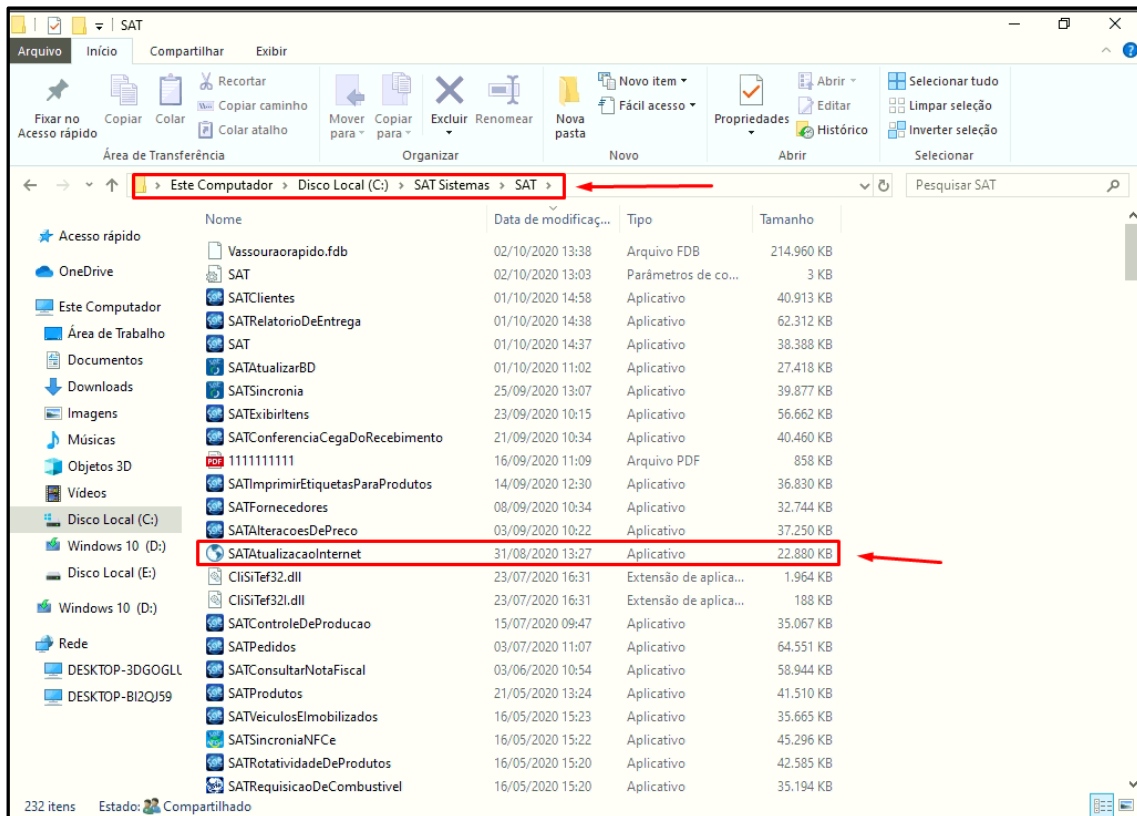 SAT
Arquivo Início Compartilhar Exibir
Fixar no Acesso rápido
Copiar
Colar
Recortar
Copiar caminho
Colar atalho
Mover para
Copiar para
Excluir
Renomear
Nova pasta
Novo item
Fácil acesso
Propriedades
Abrir
Editar
Histórico
Selecionar tudo
Limpar seleção
Inverter seleção
Área de Transferência Organizar Novo Abrir Selecionar
Este Computador > Disco Local (C:) > SAT Sistemas > SAT >
Pesquisar SAT
Acesso rápido
OneDrive
Este Computador
Área de Trabalho
Documentos
Downloads
Imagens
Músicas
Objetos 3D
Vídeos
Disco Local (C:)
Windows 10 (D:)
Disco Local (E:)
Windows 10 (D:)
Rede
DESKTOP-3DGOGLU
DESKTOP-BI2QJ59
Nome Data de modificaç... Tipo Tamanho
Vassouraorapido.fdb 02/10/2020 13:38 Arquivo FDB 214.960 KB
SAT 02/10/2020 13:03 Parâmetros de co... 3 KB
SATClientes 01/10/2020 14:58 Aplicativo 40.913 KB
SATRelatorioDeEntrega 01/10/2020 14:38 Aplicativo 62.312 KB
SAT 01/10/2020 14:37 Aplicativo 38.388 KB
SATAtualizarBD 01/10/2020 11:02 Aplicativo 27.418 KB
SATSincronia 25/09/2020 13:07 Aplicativo 39.877 KB
SATExibirItens 23/09/2020 10:15 Aplicativo 56.662 KB
SATConferenciaCegaDoRecebimento 21/09/2020 10:34 Aplicativo 40.460 KB
PDF 1111111111 16/09/2020 11:09 Arquivo PDF 858 KB
SATImprimirEtiquetasParaProdutos 14/09/2020 12:30 Aplicativo 36.830 KB
SATFornecedores 08/09/2020 10:34 Aplicativo 32.744 KB
SATAlteracoesDePreco 03/09/2020 10:22 Aplicativo 37.250 KB
SATAtualizacaoInternet 31/08/2020 13:27 Aplicativo 22.880 KB
CliSiTef32.dll 23/07/2020 16:31 Extensão de aplica... 1.964 KB
CliSiTef32I.dll 23/07/2020 16:31 Extensão de aplica... 188 KB
SATControleDeProducao 15/07/2020 09:47 Aplicativo 35.067 KB
SATPedidos 03/07/2020 11:07 Aplicativo 64.551 KB
SATConsultarNotaFiscal 03/06/2020 10:54 Aplicativo 58.944 KB
SATProdutos 21/05/2020 13:24 Aplicativo 41.510 KB
SATVeiculosEImobilizados 16/05/2020 15:23 Aplicativo 35.665 KB
SATSincroniaNFCe 16/05/2020 15:22 Aplicativo 45.296 KB
SATRotatividadeDeProdutos 16/05/2020 15:20 Aplicativo 42.585 KB
SATRequisicaoDeCombustivel 16/05/2020 15:20 Aplicativo 35.194 KB
232 itens Estado: Compartilhado